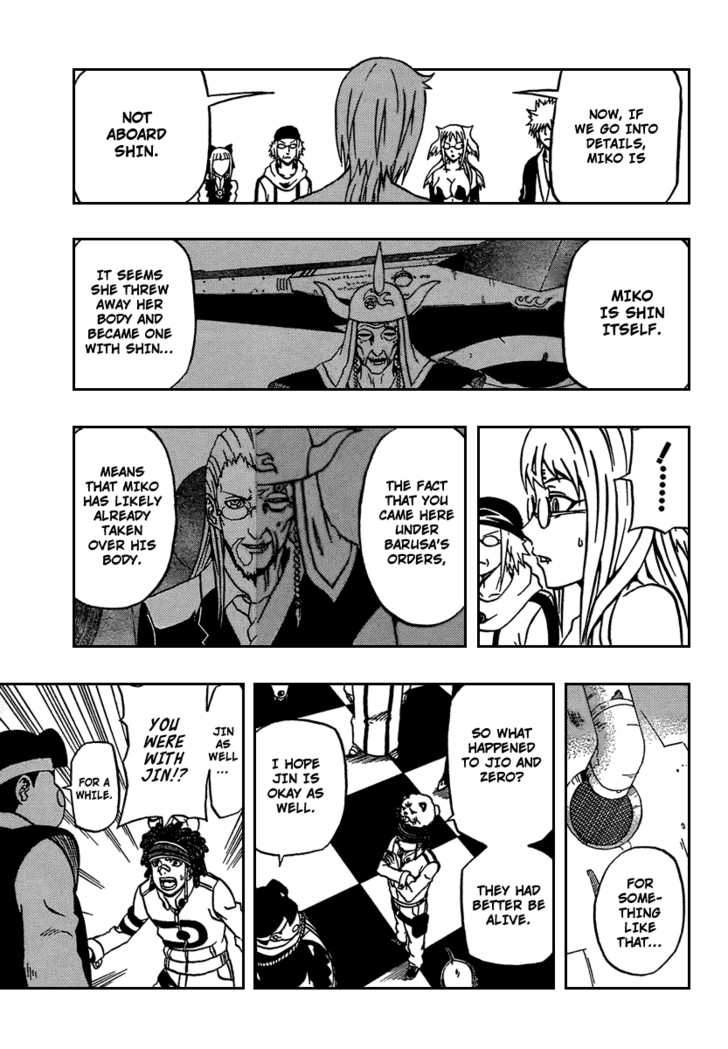 NOW, IF
WE GO INTO
DETAILS,
MIKO IS
NOT
ABOARD
SHIN.
MIKO
IS SHIN
ITSELF.
IT SEEMS
SHE THREW
AWAY HER
BODY AND
BECAME ONE
WITH SHIN...
!
THE FACT
THAT YOU
CAME HERE
UNDER
BARUSA'S
ORDERS,
MEANS
THAT MIKO
HAS LIKELY
ALREADY
TAKEN
OVER HIS
BODY.
FOR
SOME-
THING
LIKE
THAT...
SO WHAT
HAPPENED
TO JIO AND
ZERO?
THEY HAD
BETTER BE
ALIVE.
I HOPE
JIN IS
OKAY AS
WELL.
JIN
AS
WELL
...
YOU
WERE
WITH
JIN!?
FOR A
WHILE.